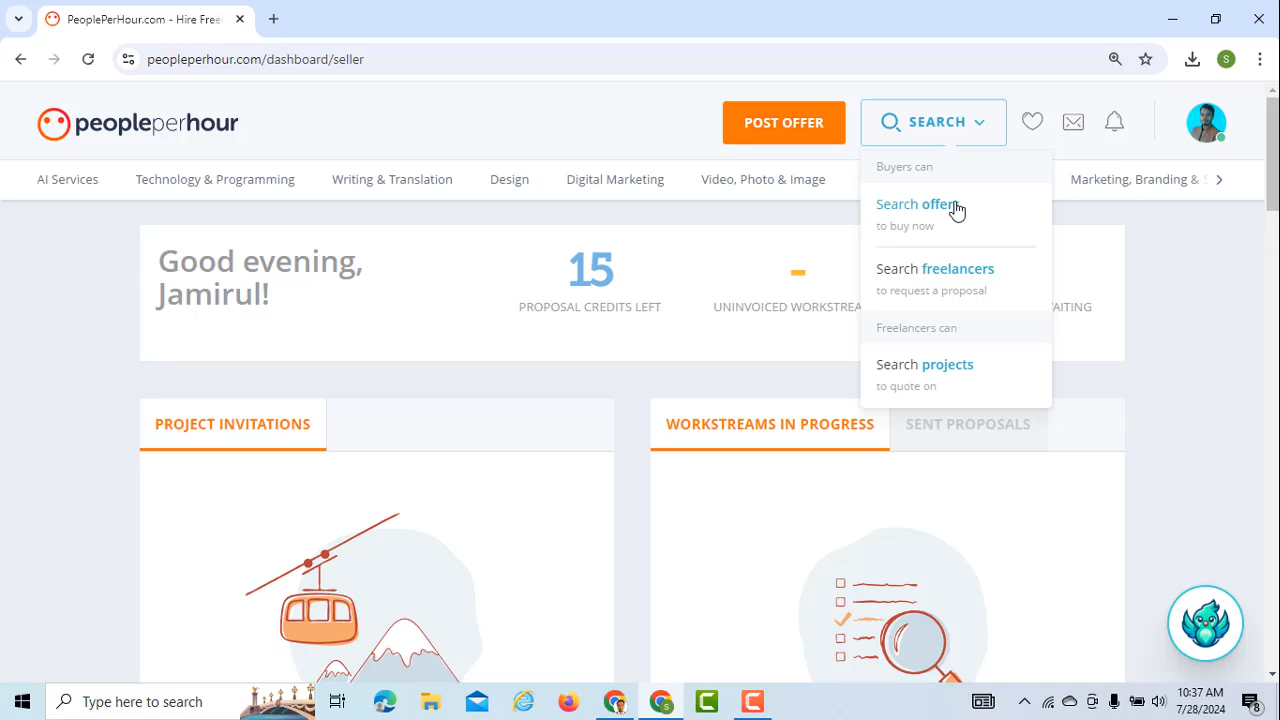 PeoplePerHour.com - Hire Free
peopleperhour.com/dashboard/seller
S
peopleperhour
POST OFFER
SEARCH
AI Services
Technology & Programming
Writing & Translation
Design
Digital Marketing
Video, Photo & Image
Marketing, Branding & S
Buyers can
Search offers
to buy now
Search freelancers
to request a proposal
Freelancers can
Search projects
to quote on
Good evening,
Jamirul!
15
PROPOSAL CREDITS LEFT
-
UNINVOICED WORKSTREA
AITING
PROJECT INVITATIONS
WORKSTREAMS IN PROGRESS
SENT PROPOSALS
Type here to search
10:37 AM
7/28/2024
8